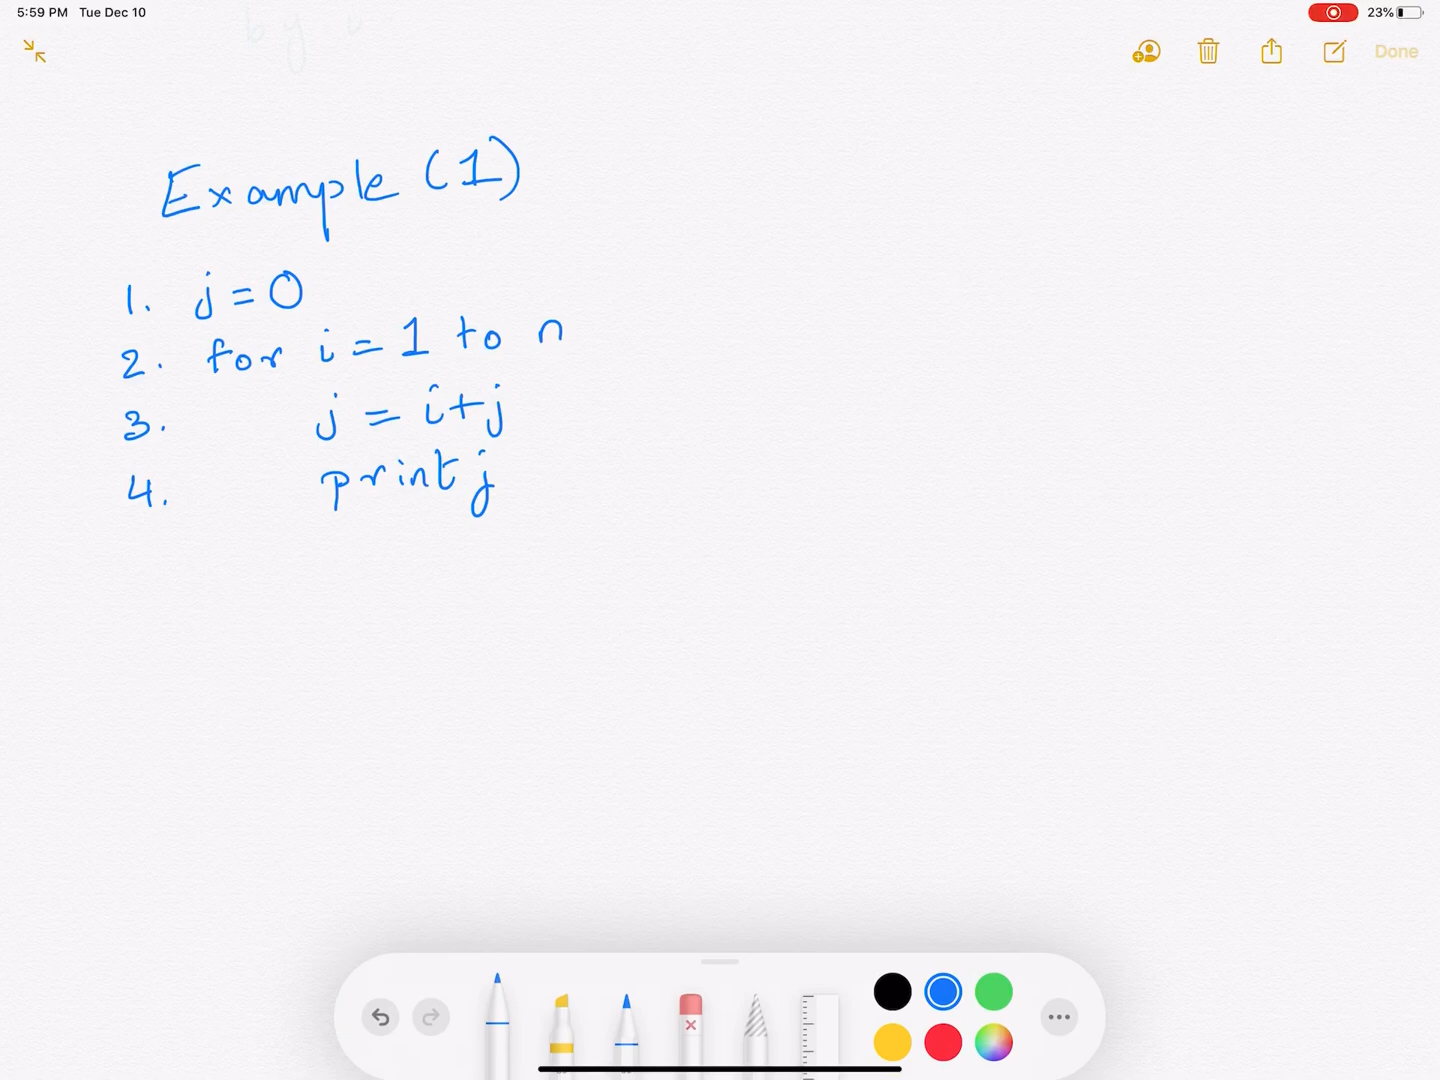 5:59 PM Tue Dec 10
23%
by
Done
Example (1)
1. j = 0
2. for i = 1 to n
3. j = i + j
4. print j